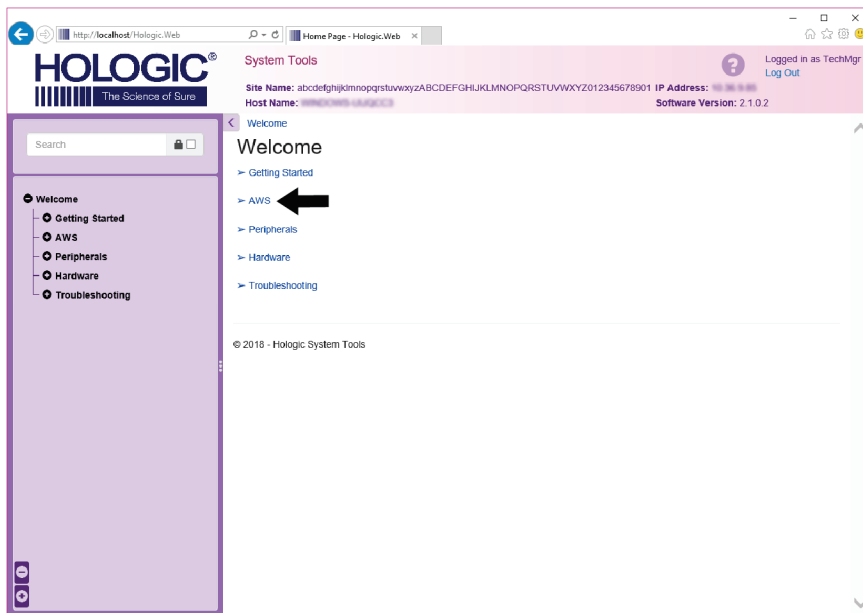 http://localhost/Hologic.Web
Home Page - Hologic.Web
HOLOGIC®
The Science of Sure
System Tools
Logged in as TechMgr
Log Out
Site Name: abcdefghijklmnopqrstuvwxyzABCDEFGHIJKLMNOPQRSTUVWXYZ012345678901 IP Address:
Host Name:
Software Version: 2.1.0.2
Search
Welcome
Getting Started
AWS
Peripherals
Hardware
Troubleshooting
Welcome
Welcome
➢ Getting Started
➢ AWS
➢ Peripherals
➢ Hardware
➢ Troubleshooting
© 2018 - Hologic System Tools